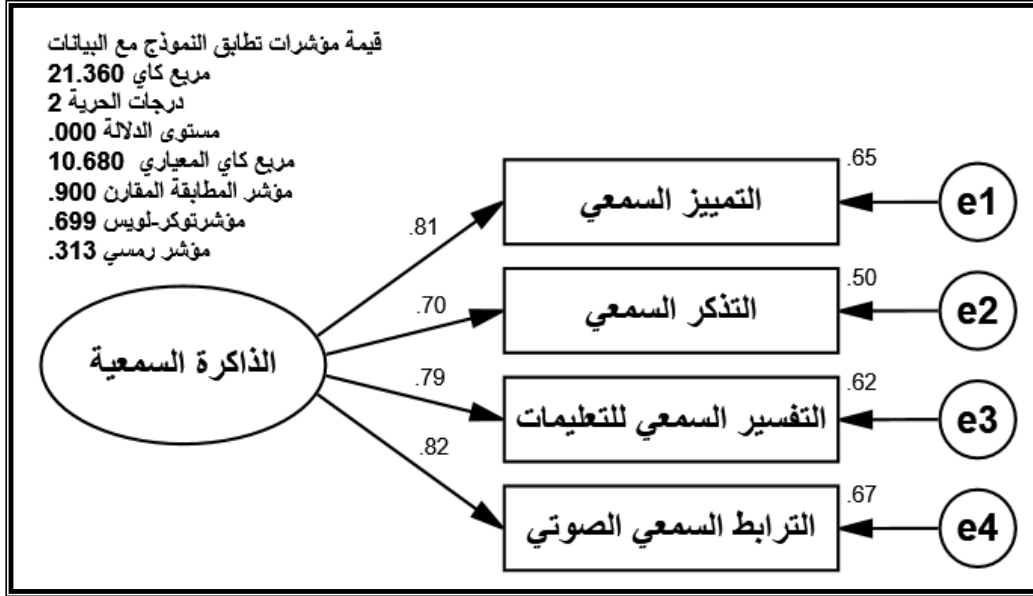 قيمة مؤشرات تطابق النموذج مع البيانات
مربع كاي 21.360
درجات الحرية 2
مستوى الدلالة .000
مربع كاي المعياري 10.680
مؤشر المطابقة المقارن .900
مؤشرتوكر-لويس .699
مؤشر رمسي .313
الذاكرة السمعية
.81
.70
.79
.82
التمييز السمعي
.65
e1
التذكر السمعي
.50
e2
التفسير السمعي للتعليمات
.62
e3
الترابط السمعي الصوتي
.67
e4